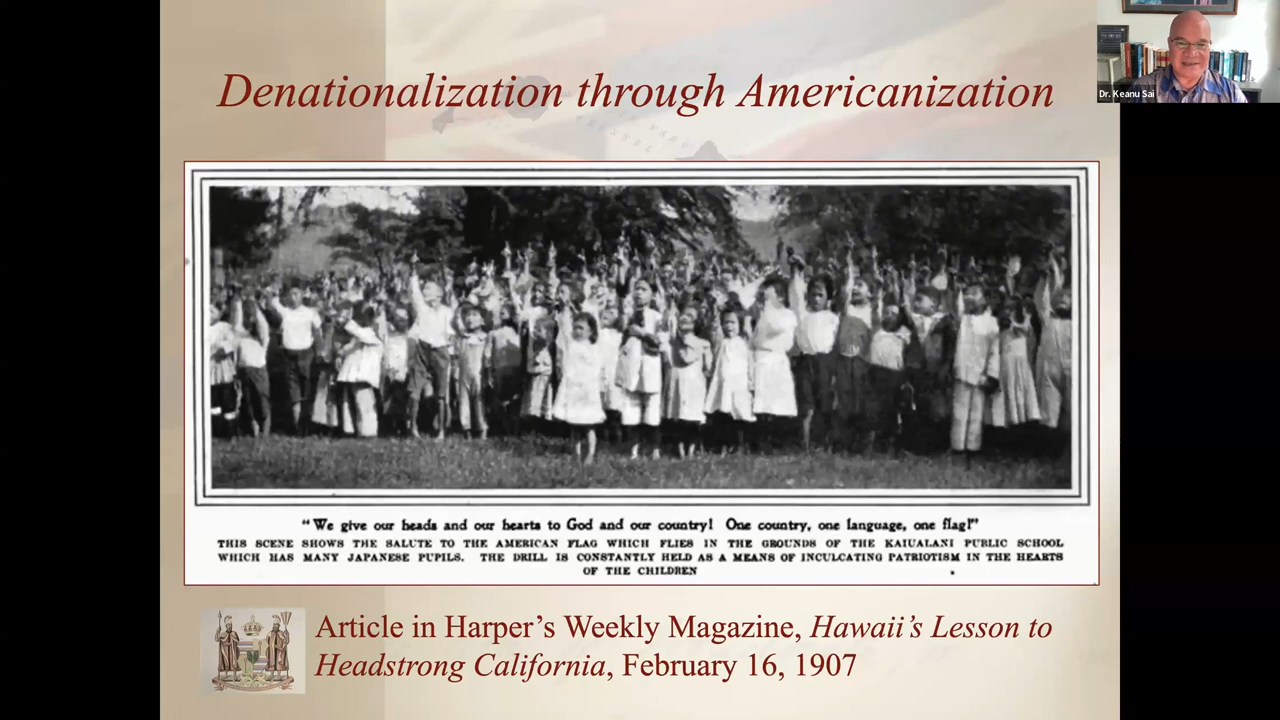 Denationalization through Americanization
Dr. Keanu Sai
“We give our heads and our hearts to God and our country! One country, one language, one flag!”
THIS SCENE SHOWS THE SALUTE TO THE AMERICAN FLAG WHICH FLIES IN THE GROUNDS OF THE KAIUALANI PUBLIC SCHOOL
WHICH HAS MANY JAPANESE PUPILS. THE DRILL IS CONSTANTLY HELD AS A MEANS OF INCULCATING PATRIOTISM IN THE HEARTS
OF THE CHILDREN
Article in Harper’s Weekly Magazine, Hawaii’s Lesson to
Headstrong California, February 16, 1907